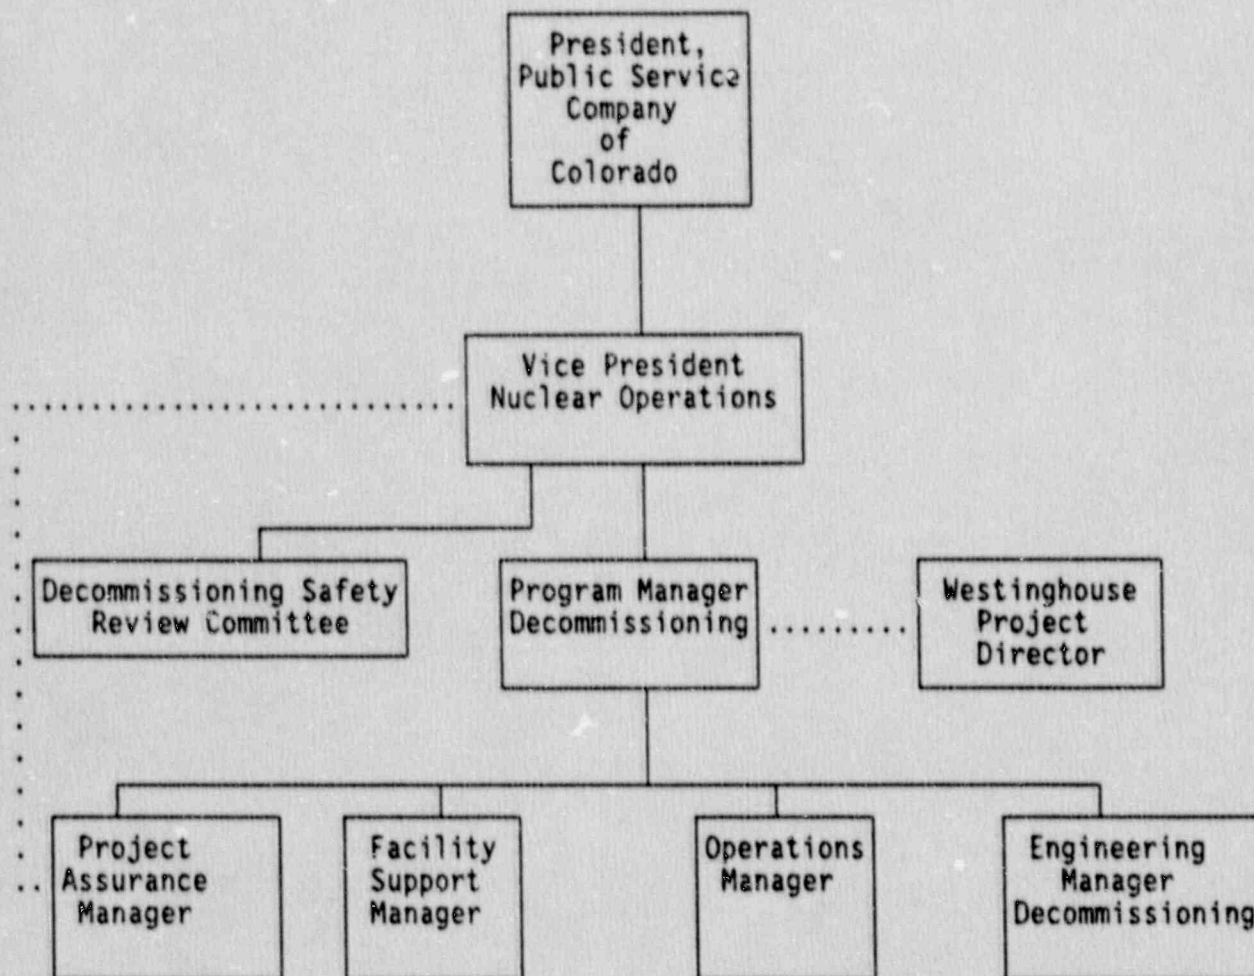 President,
Public Service
Company
of
Colorado
Vice President
Nuclear Operations
Decommissioning Safety
Review Committee
Program Manager
Decommissioning
Westinghouse
Project
Director
Project
Assurance
Manager
Facility
Support
Manager
Operations
Manager
Engineering
Manager
Decommissioning